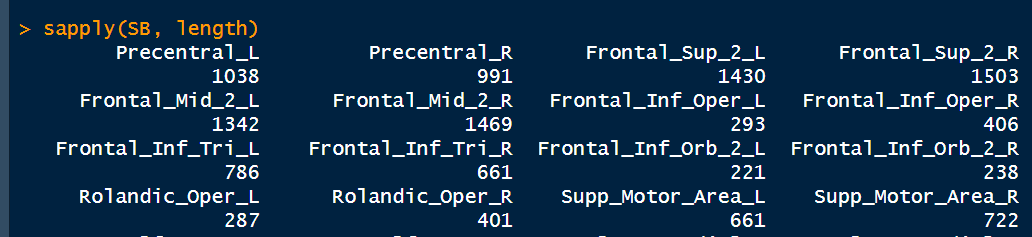 > sapply(SB, length)
Precentral_L Precentral_R Frontal_Sup_2_L Frontal_Sup_2_R
1038 991 1430 1503
Frontal_Mid_2_L Frontal_Mid_2_R Frontal_Inf_Oper_L Frontal_Inf_Oper_R
1342 1469 293 406
Frontal_Inf_Tri_L Frontal_Inf_Tri_R Frontal_Inf_Orb_2_L Frontal_Inf_Orb_2_R
786 661 221 238
Rolandic_Oper_L Rolandic_Oper_R Supp_Motor_Area_L Supp_Motor_Area_R
287 401 661 722